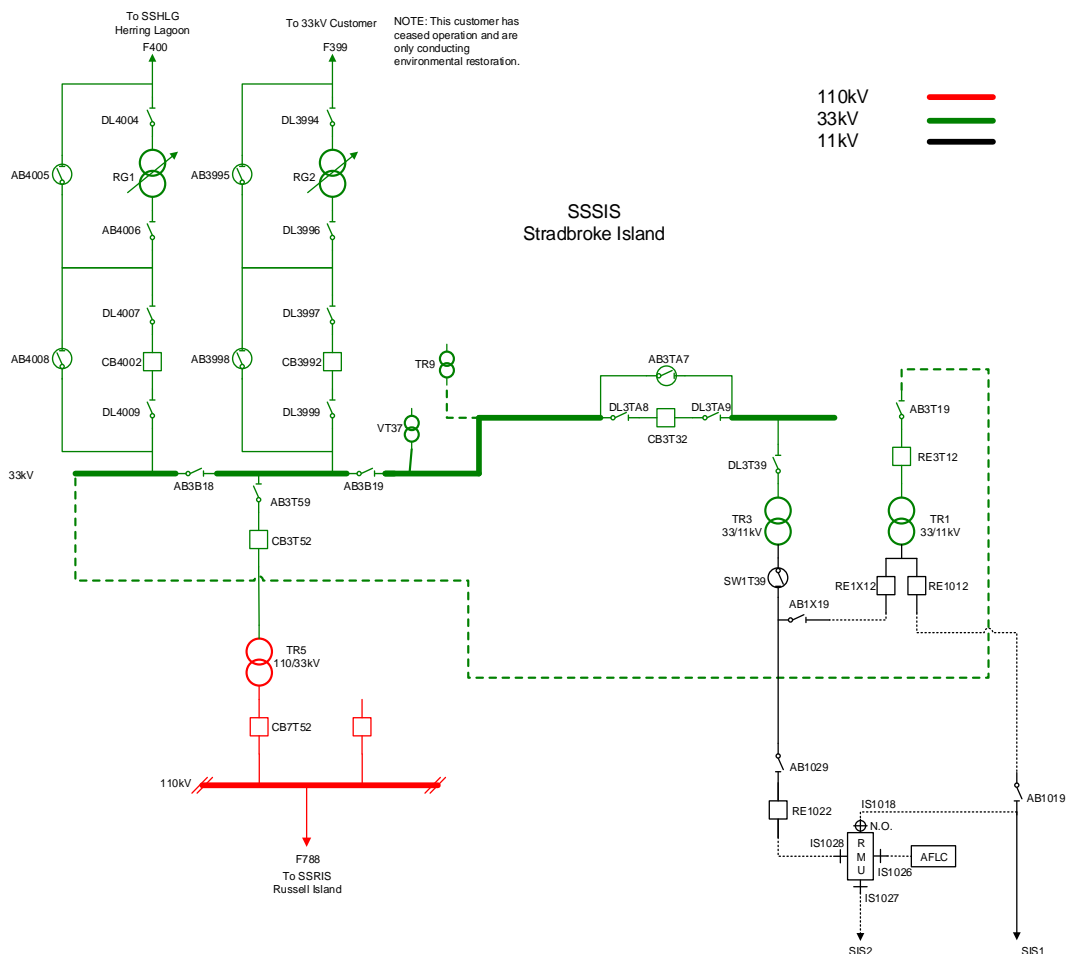 To SSHLG
Herring Lagoon
F400
To 33kV Customer
F399
NOTE: This customer has
ceased operation and are
only conducting
environmental restoration.
110kV
33kV
11kV
SSSIS
Stradbroke Island
DL4004
DL3994
AB4005
RG1
AB3995
RG2
AB4006
DL3996
DL4007
DL3997
AB4008
CB4002
AB3998
CB3992
DL4009
DL3999
TR9
VT37
AB3TA7
DL3TA8
DL3TA9
CB3T32
AB3T19
RE3T12
DL3T39
33kV
AB3B18
AB3B19
AB3T59
CB3T52
TR3
33/11kV
TR1
33/11kV
SW1T39
RE1X12
RE1012
AB1X19
TR5
110/33kV
CB7T52
110kV
F788
To SSRIS
Russell Island
AB1029
RE1022
IS1018
AB1019
N.O.
IS1028
R
M
U
AFLC
IS1026
IS1027
SIS2
SIS1